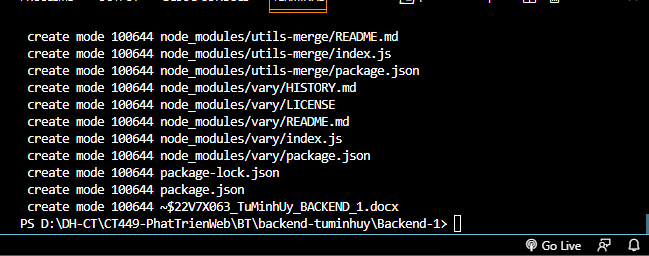 create mode 100644 node_modules/utils-merge/README.md
create mode 100644 node_modules/utils-merge/index.js
create mode 100644 node_modules/utils-merge/package.json
create mode 100644 node_modules/vary/HISTORY.md
create mode 100644 node_modules/vary/LICENSE
create mode 100644 node_modules/vary/README.md
create mode 100644 node_modules/vary/index.js
create mode 100644 node_modules/vary/package.json
create mode 100644 package-lock.json
create mode 100644 package.json
create mode 100644 ~$22V7X063_TuMinhUy_BACKEND_1.docx
PS D:\DH-CT\CT449-PhatTrienWeb\BT\backend-tuminhuy\Backend-1>
Go Live